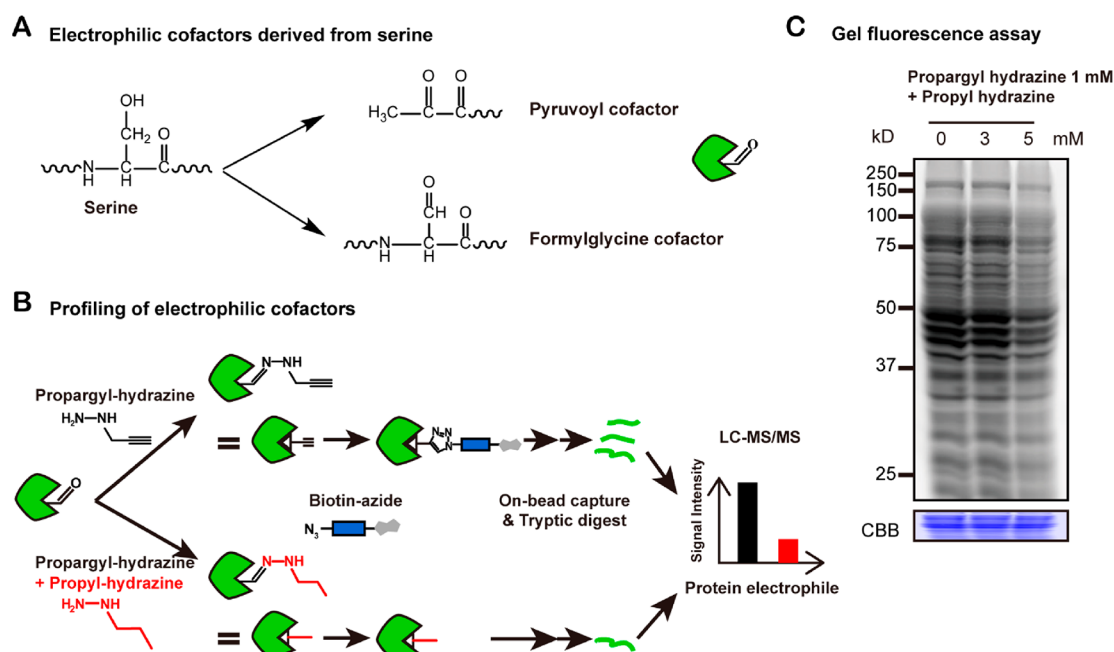 A Electrophilic cofactors derived from serine
OH
CH2
O
N
H
C
H
C
Serine
O
O
H3C
C
C
Pyruvoyl cofactor
O
CH
O
N
H
C
H
C
Formylglycine cofactor
O
B Profiling of electrophilic cofactors
Propargyl-hydrazine
H2N
NH
N
NH
=
N
N
N
O
Biotin-azide
N3
On-bead capture
& Tryptic digest
LC-MS/MS
Signal Intensity
Protein electrophile
Propargyl-hydrazine
+ Propyl-hydrazine
H2N
NH
N
NH
=
C Gel fluorescence assay
Propargyl hydrazine 1 mM
+ Propyl hydrazine
kD 0 3 5 mM
250
150
100
75
50
37
25
CBB